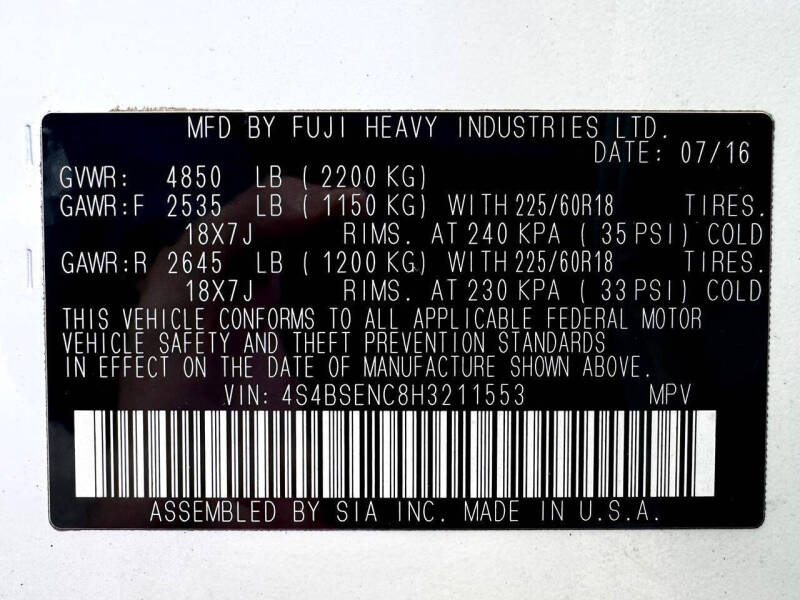 MFD BY FUJI HEAVY INDUSTRIES LTD.
DATE: 07/16
GVWR: 4850 LB (2200 KG)
GAWR:F 2535 LB (1150 KG) WITH 225/60R18 TIRES.
18X7J RIMS. AT 240 KPA (35 PSI) COLD
GAWR:R 2645 LB (1200 KG) WITH 225/60R18 TIRES.
18X7J RIMS. AT 230 KPA (33 PSI) COLD
THIS VEHICLE CONFORMS TO ALL APPLICABLE FEDERAL MOTOR
VEHICLE SAFETY AND THEFT PREVENTION STANDARDS
IN EFFECT ON THE DATE OF MANUFACTURE SHOWN ABOVE.
VIN: 4S4BSENC8H3211553 MPV
ASSEMBLED BY SIA INC. MADE IN U.S.A.